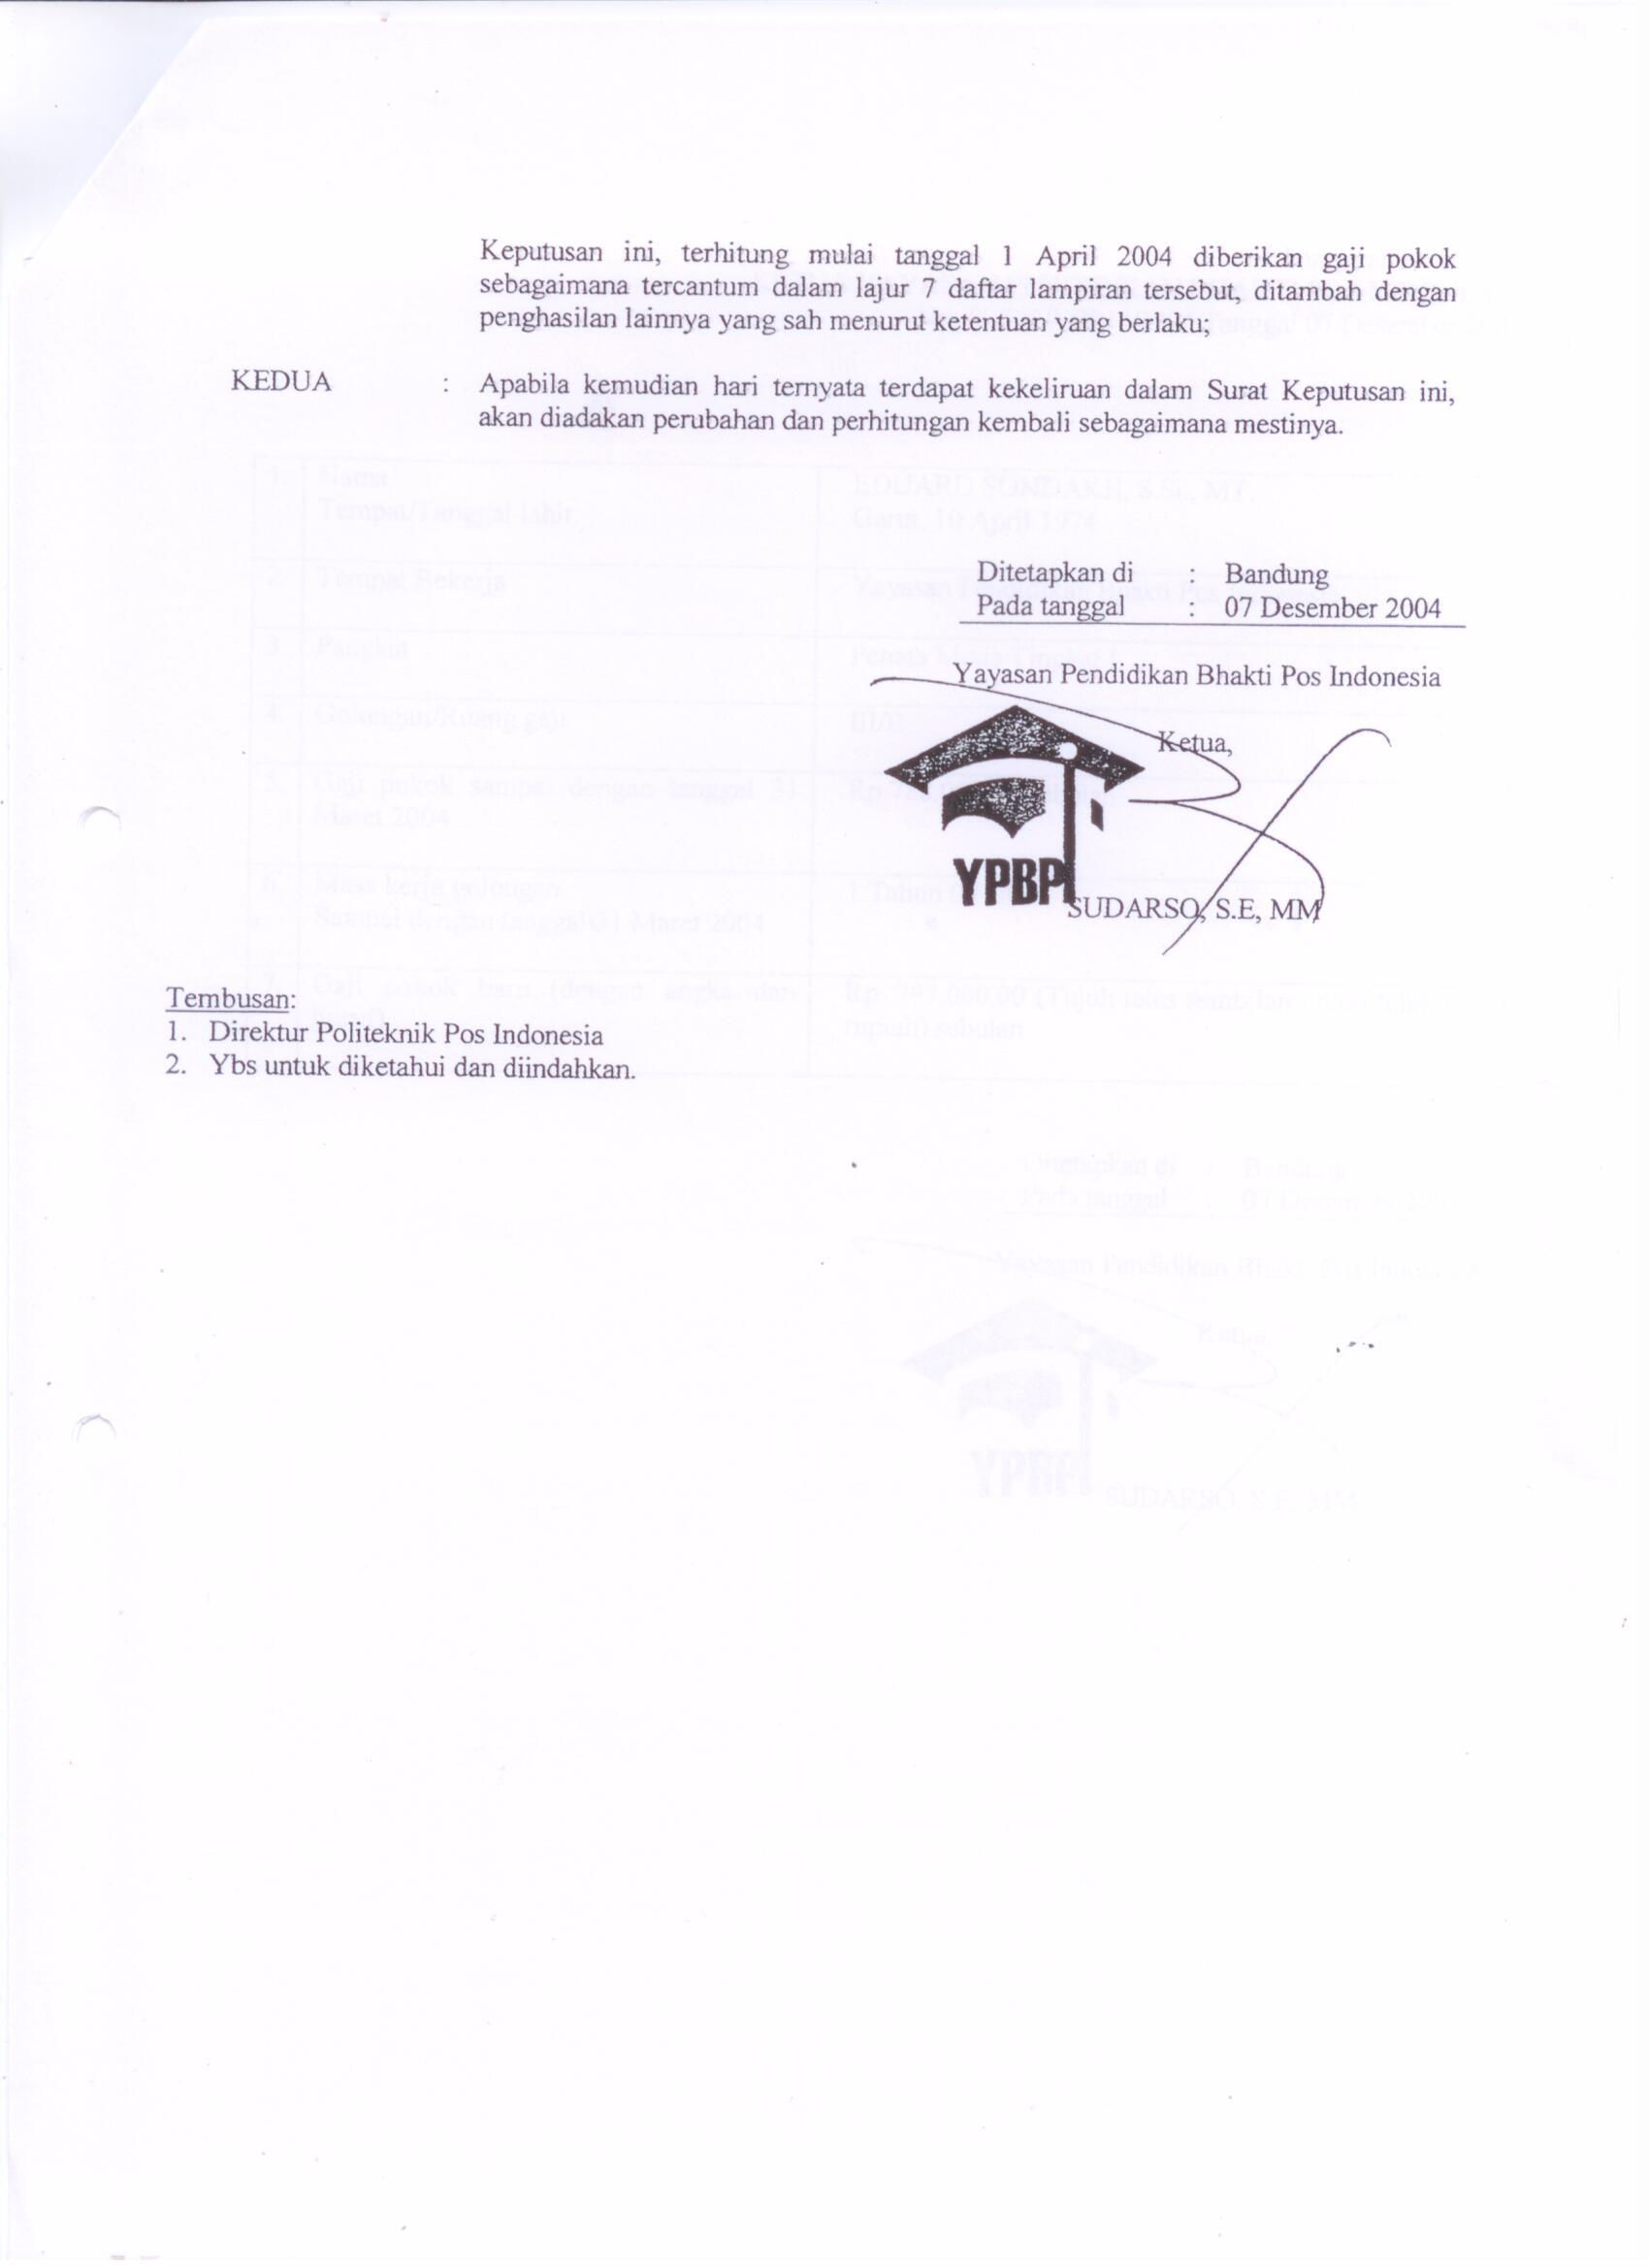 Keputusan ini, terhitung mulai tanggal 1 April 2004 diberikan gaji pokok
sebagaimana tercantum dalam lajur 7 daftar lampiran tersebut, ditambah dengan
penghasilan lainnya yang sah menurut ketentuan yang berlaku;
KEDUA : Apabila kemudian hari ternyata terdapat kekeliruan dalam Surat Keputusan ini,
akan diadakan perubahan dan perhitungan kembali sebagaimana mestinya.
Ditetapkan di : Bandung
Pada tanggal : 07 Desember 2004
Yayasan Pendidikan Bhakti Pos Indonesia
Ketua,
YPBPI
SUDARSO, S.E, MM
Tembusan:
1. Direktur Politeknik Pos Indonesia
2. Ybs untuk diketahui dan diindahkan.